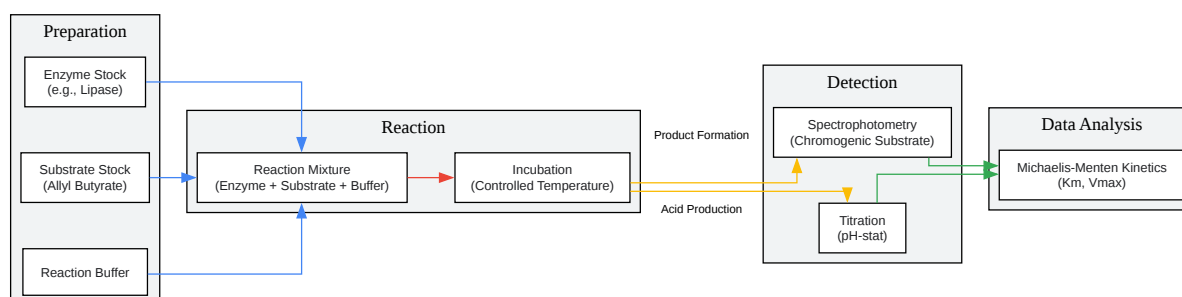 Preparation
Enzyme Stock
(e.g., Lipase)
Substrate Stock
(Allyl Butyrate)
Reaction Buffer
Reaction
Reaction Mixture
(Enzyme + Substrate + Buffer)
Incubation
(Controlled Temperature)
Product Formation
Acid Production
Detection
Spectrophotometry
(Chromogenic Substrate)
Titration
(pH-stat)
Data Analysis
Michaelis-Menten Kinetics
(Km, Vmax)